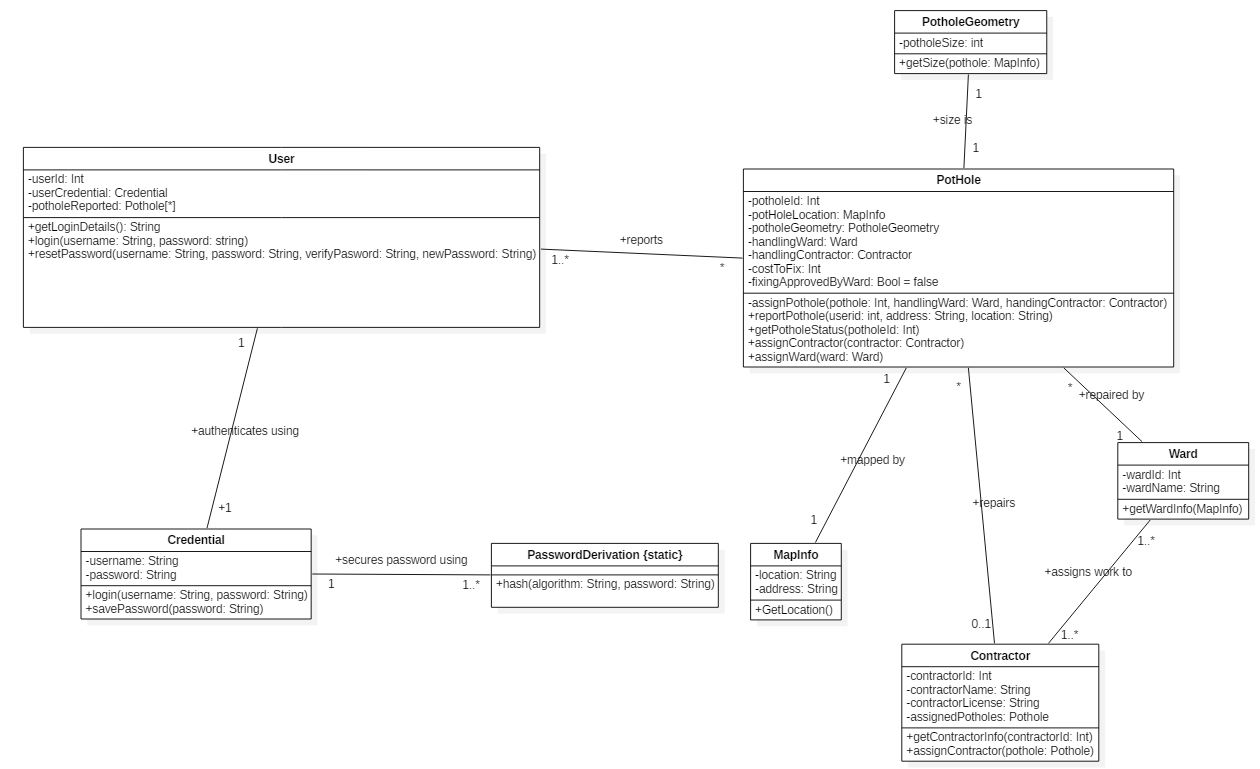 PotholeGeometry
-potholeSize: int
+getSize(pothole: MapInfo)
1
+size is
1
User
-userId: Int
-userCredential: Credential
-potholeReported: Pothole[*]
+getLoginDetails(): String
+login(username: String, password: string)
+resetPassword(username: String, password: String, verifyPasword: String, newPassword: String)
+reports
1..*
*
PotHole
-potholeId: Int
-potHoleLocation: MapInfo
-potholeGeometry: PotholeGeometry
-handlingWard: Ward
-handlingContractor: Contractor
-costToFix: Int
-fixingApprovedByWard: Bool = false
-assignPothole(pothole: Int, handlingWard: Ward, handingContractor: Contractor)
+reportPothole(userid: int, address: String, location: String)
+getPotholeStatus(potholeId: Int)
+assignContractor(contractor: Contractor)
+assignWard(ward: Ward)
1
+authenticates using
+1
1
+mapped by
1
*
+repairs
0..1
*
+repaired by
1
Ward
-wardId: Int
-wardName: String
+getWardInfo(MapInfo)
1..*
+assigns work to
1..*
Credential
-username: String
-password: String
+login(username: String, password: String)
+savePassword(password: String)
+secures password using
1
1..*
PasswordDerivation {static}
+hash(algorithm: String, password: String)
MapInfo
-location: String
-address: String
+GetLocation()
Contractor
-contractorId: Int
-contractorName: String
-contractorLicense: String
-assignedPotholes: Pothole
+getContractorInfo(contractorId: Int)
+assignContractor(pothole: Pothole)